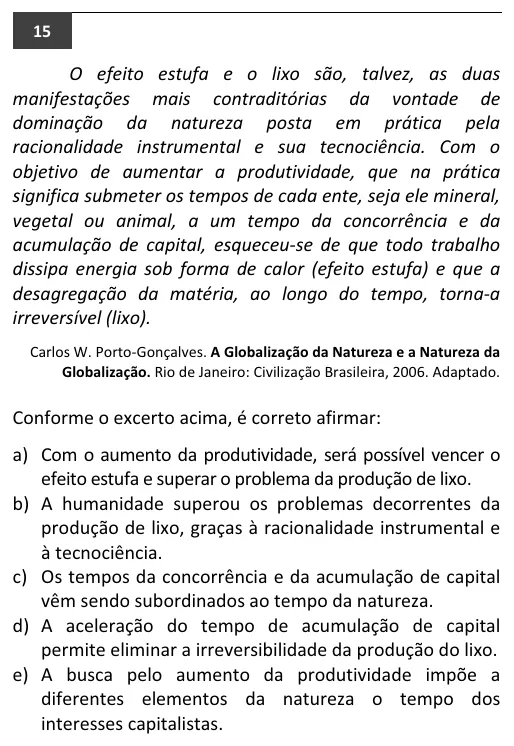 15
O efeito estufa e o lixo são, talvez, as duas
manifestações mais contraditórias da vontade de
dominação da natureza posta em prática pela
racionalidade instrumental e sua tecnociência. Com o
objetivo de aumentar a produtividade, que na prática
significa submeter os tempos de cada ente, seja ele mineral,
vegetal ou animal, a um tempo da concorrência e da
acumulação de capital, esqueceu-se de que todo trabalho
dissipa energia sob forma de calor (efeito estufa) e que a
desagregação da matéria, ao longo do tempo, torna-a
irreversível (lixo).
Carlos W. Porto-Gonçalves. A Globalização da Natureza e a Natureza da
Globalização. Rio de Janeiro: Civilização Brasileira, 2006. Adaptado.
Conforme o excerto acima, é correto afirmar:
a) Com o aumento da produtividade, será possível vencer o
efeito estufa e superar o problema da produção de lixo.
b) A humanidade superou os problemas decorrentes da
produção de lixo, graças à racionalidade instrumental e
à tecnociência.
c) Os tempos da concorrência e da acumulação de capital
vêm sendo subordinados ao tempo da natureza.
d) A aceleração do tempo de acumulação de capital
permite eliminar a irreversibilidade da produção do lixo.
e) A busca pelo aumento da produtividade impõe a
diferentes elementos da natureza o tempo dos
interesses capitalistas.